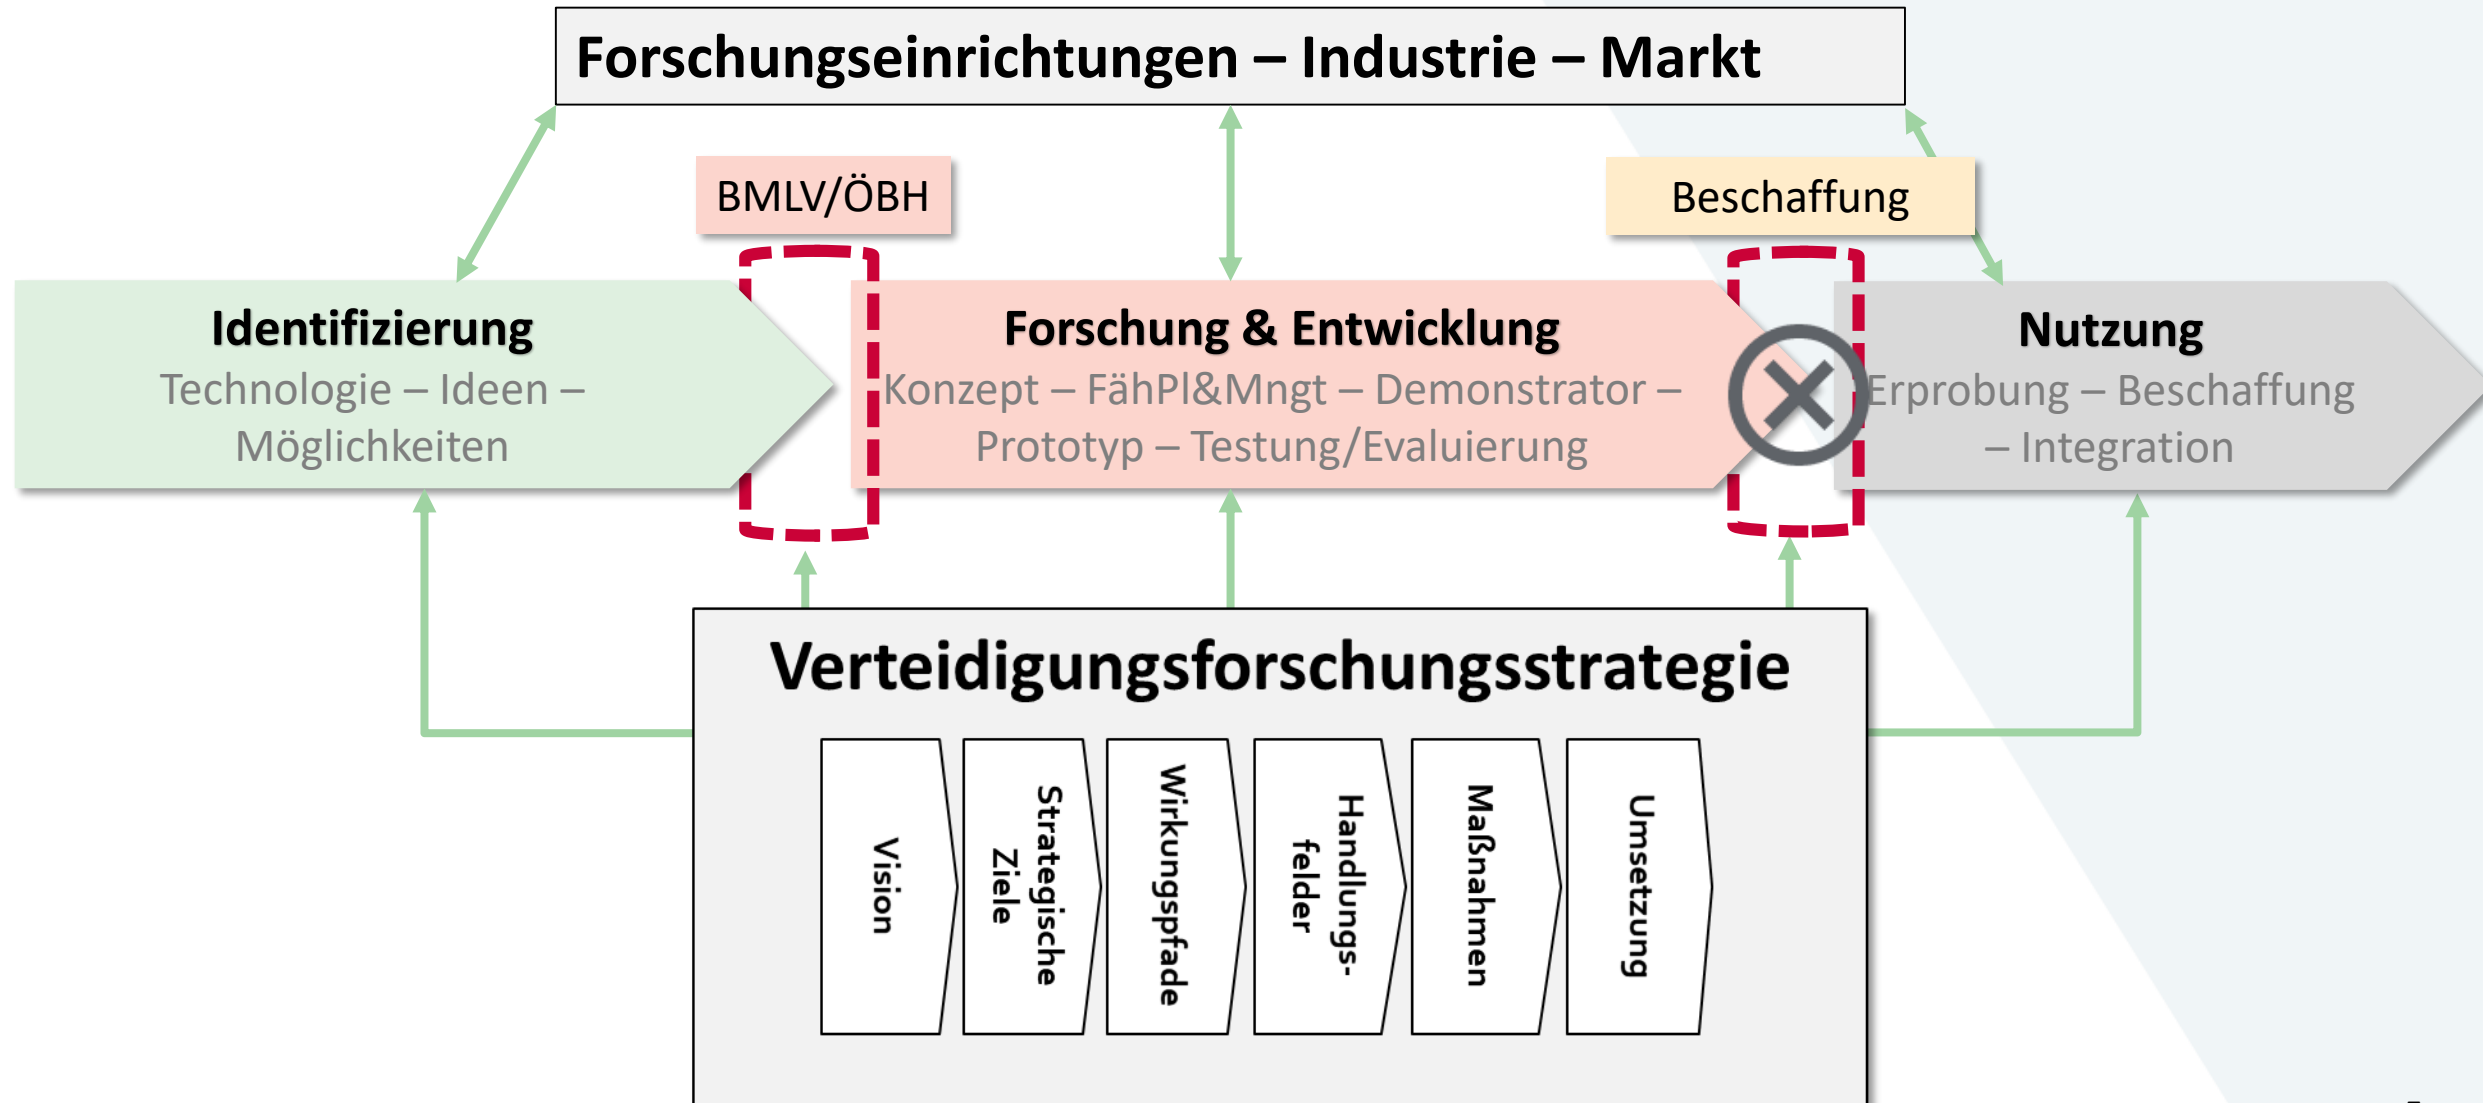 Forschungseinrichtungen – Industrie – Markt
BMLV/ÖBH
Beschaffung
Identifizierung
Technologie – Ideen –
Möglichkeiten
Forschung & Entwicklung
Konzept – FähPl&Mngt – Demonstrator –
Prototyp – Testung/Evaluierung
Nutzung
Erprobung – Beschaffung
– Integration
Verteidigungsforschungsstrategie
Vision
Strategische
Ziele
Wirkungspfade
Handlungs-
felder
Maßnahmen
Umsetzung